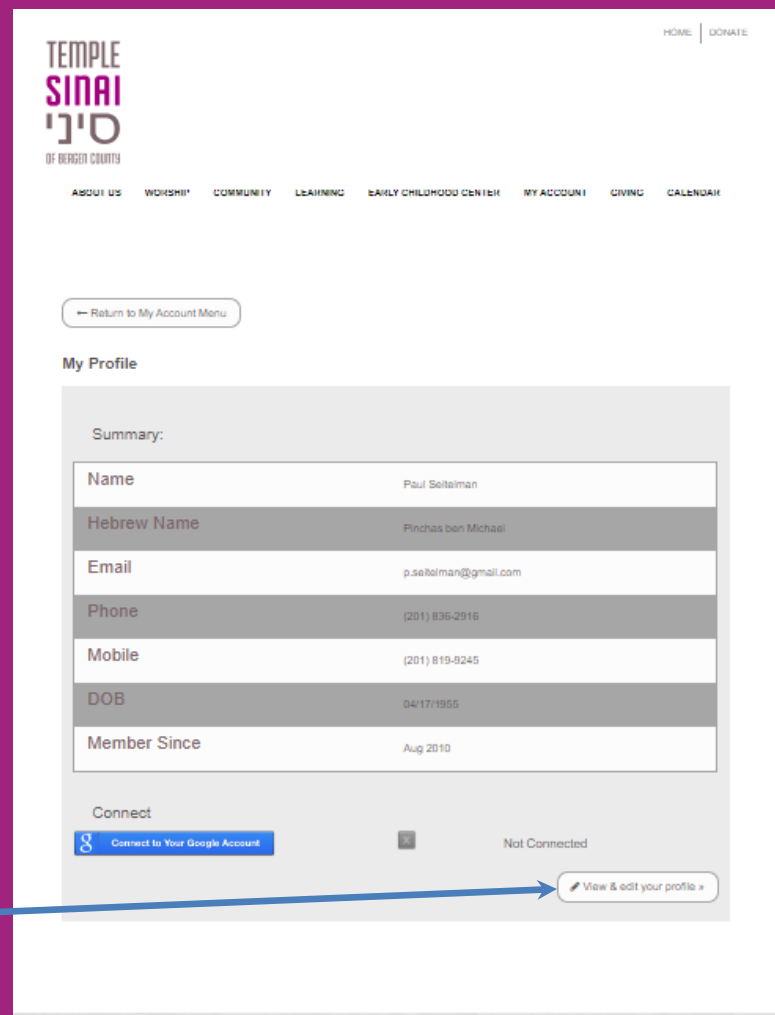 HOME DONATE
TEMPLE
SINAI
סיני
OF BERGEN COUNTY
ABOUT US WORSHIP COMMUNITY LEARNING EARLY CHILDHOOD CENTER MY ACCOUNT GIVING CALENDAR
← Return to My Account Menu
My Profile
Summary:
Name Paul Seitelman
Hebrew Name Pinchas ben Michael
Email p.seitelman@gmail.com
Phone (201) 836-2916
Mobile (201) 819-9245
DOB 04/17/1955
Member Since Aug 2010
Connect
g Connect to Your Google Account X Not Connected
View & edit your profile »